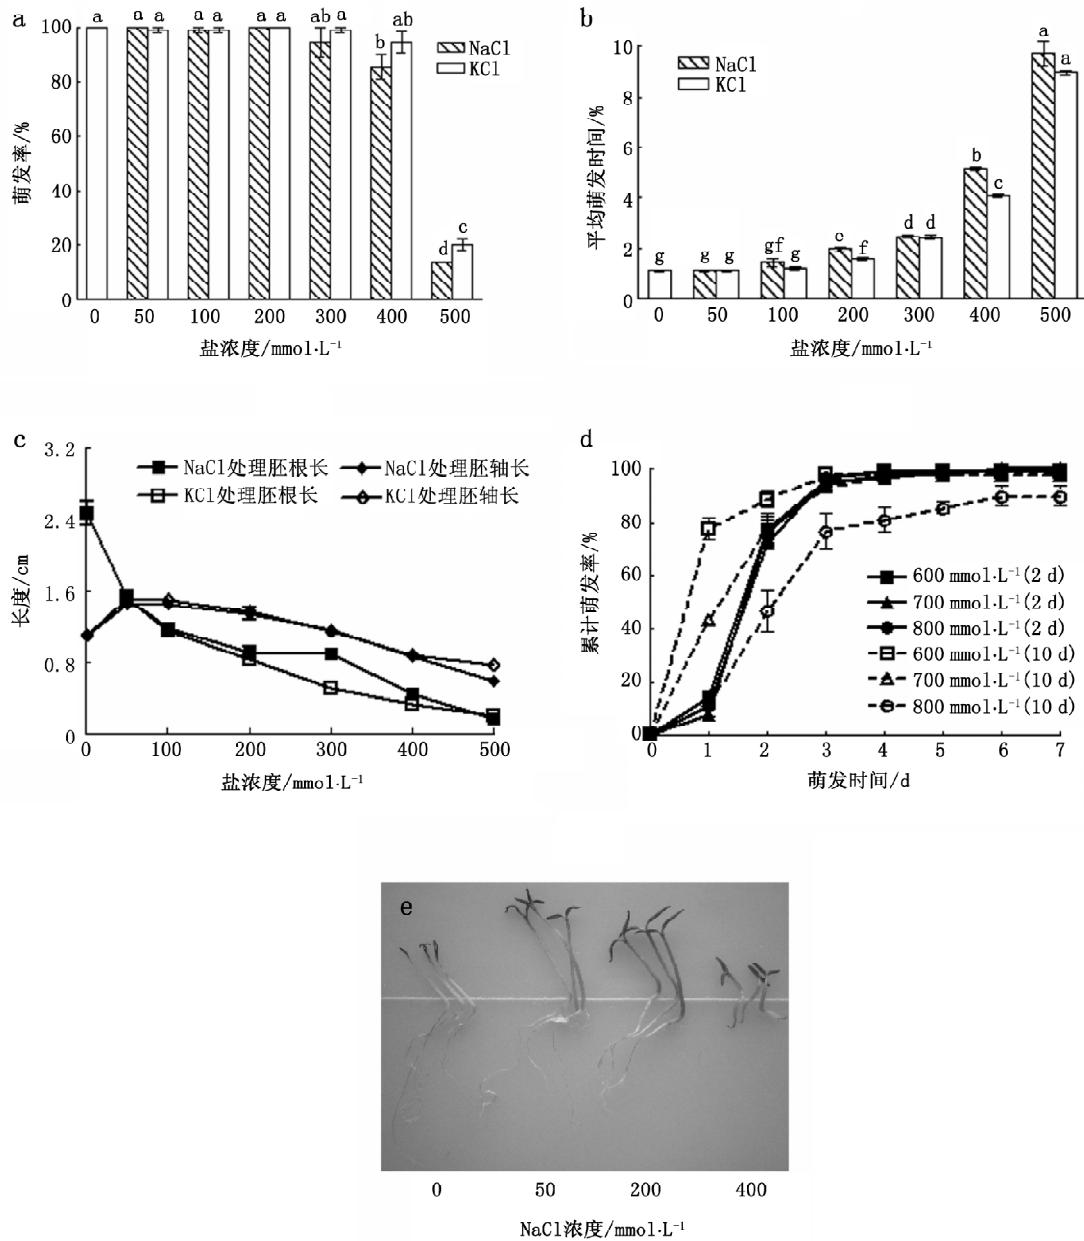 a
a a a a a a a ab a b ab d c
100
80
60
40
20
0
萌发率/%
NaCl
KCl
0 50 100 200 300 400 500
盐浓度/mmol·L⁻¹
b
g g g gf g e f d d b c a a
10
8
6
4
2
0
平均萌发时间/%
NaCl
KCl
0 50 100 200 300 400 500
盐浓度/mmol·L⁻¹
c
3.2
2.4
1.6
0.8
0
长度/cm
NaCl处理胚根长 NaCl处理胚轴长
KCl处理胚根长 KCl处理胚轴长
0 100 200 300 400 500
盐浓度/mmol·L⁻¹
d
100
80
60
40
20
0
累计萌发率/%
600 mmol·L⁻¹(2 d)
700 mmol·L⁻¹(2 d)
800 mmol·L⁻¹(2 d)
600 mmol·L⁻¹(10 d)
700 mmol·L⁻¹(10 d)
800 mmol·L⁻¹(10 d)
0 1 2 3 4 5 6 7
萌发时间/d
e
0 50 200 400
NaCl浓度/mmol·L⁻¹